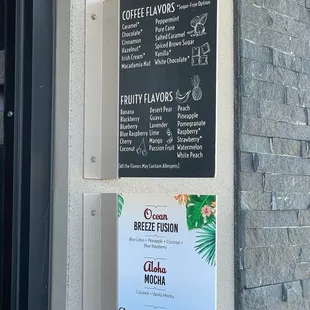 COFFEE FLAVORS *Sugar-Free Option
Caramel*
Chocolate*
Cinnamon
Hazelnut*
Irish Cream*
Macadamia Nut
Peppermint
Pure Cane
Salted Caramel
Spiced Brown Sugar
Vanilla*
White Chocolate*
FRUITY FLAVORS
Banana
Blackberry
Blueberry
Blue Raspberry
Cherry
Coconut
Desert Pear
Guava
Lavender
Lime
Mango
Passion Fruit
Peach
Pineapple
Pomegranate
Raspberry*
Strawberry*
Watermelon
White Peach
(All the Flavors May Contain Allergens)
Ocean
BREEZE FUSION
Blue Lotus + Pineapple + Coconut +
Blue Raspberry
Aloha
MOCHA
Coconut + Vanilla Mocha